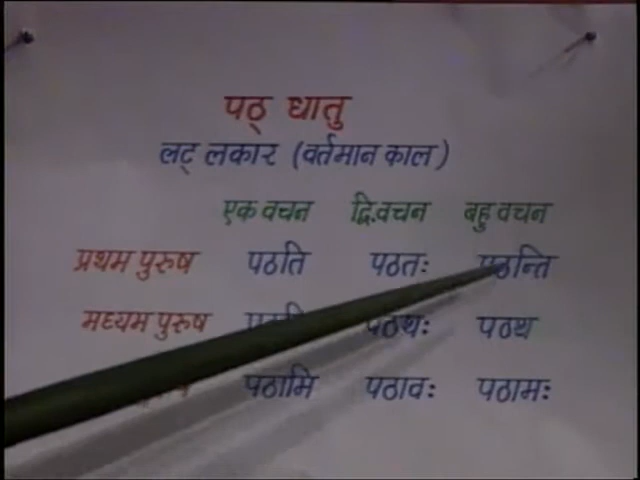 पठ् धातु
लट् लकार (वर्तमान काल)
एक वचन द्वि.वचन बहु वचन
प्रथम पुरुष पठति पठतः पठन्ति
मध्यम पुरुष पठथः पठथ
पठामि पठावः पठामः